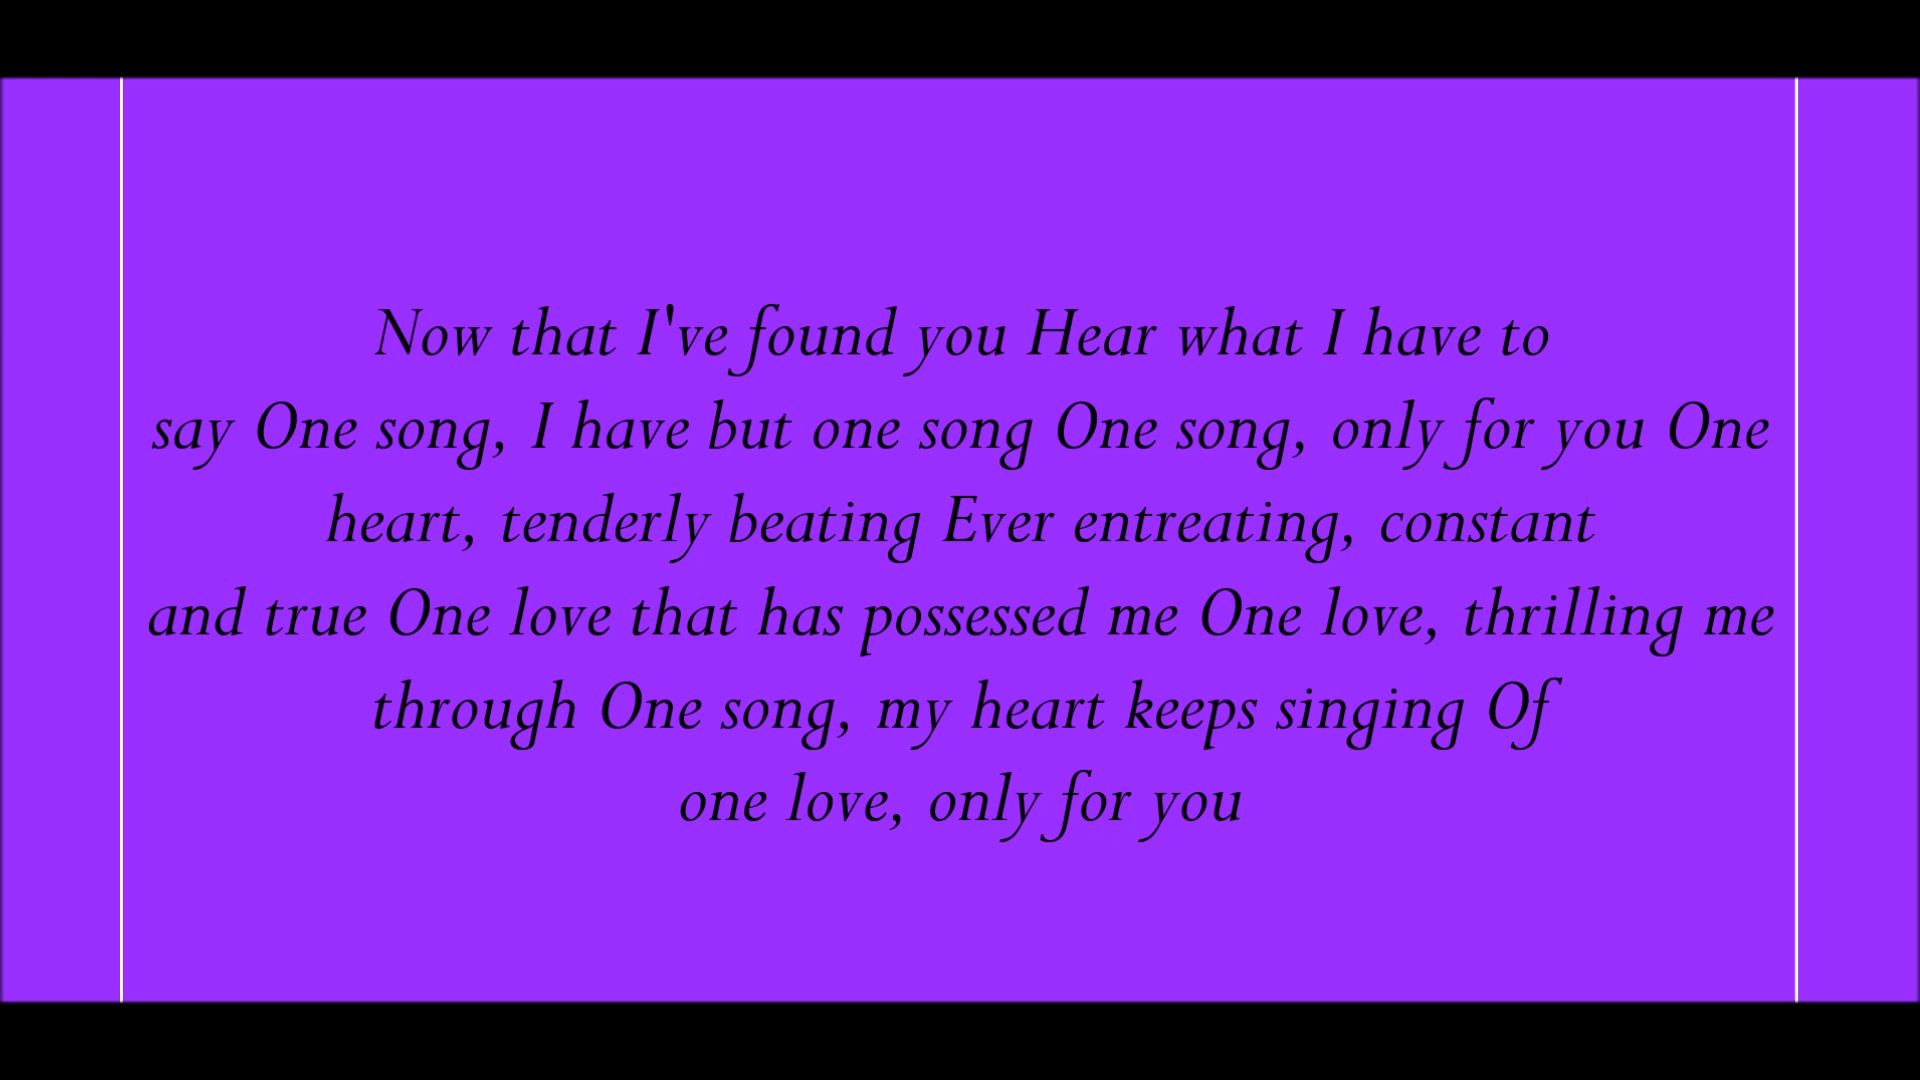 Now that I've found you Hear what I have to
say One song, I have but one song One song, only for you One
heart, tenderly beating Ever entreating, constant
and true One love that has possessed me One love, thrilling me
through One song, my heart keeps singing Of
one love, only for you